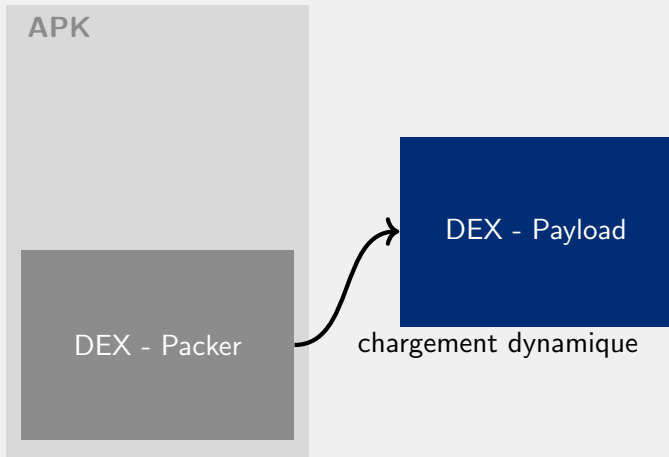 APK
DEX - Payload
DEX - Packer
chargement dynamique